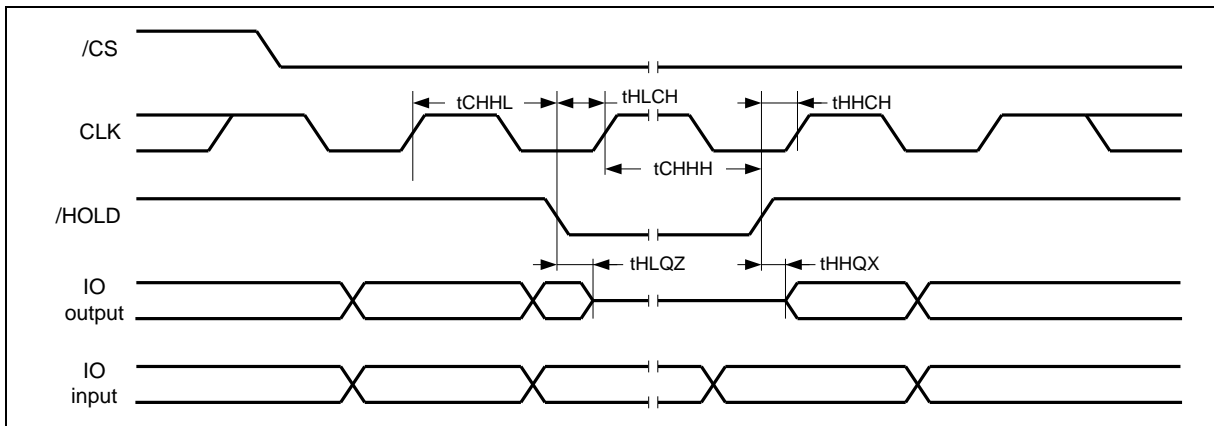 /CS
tCHHL
tHLCH
tHHCH
CLK
tCHHH
/HOLD
tHLQZ
tHHQX
IO
output
IO
input